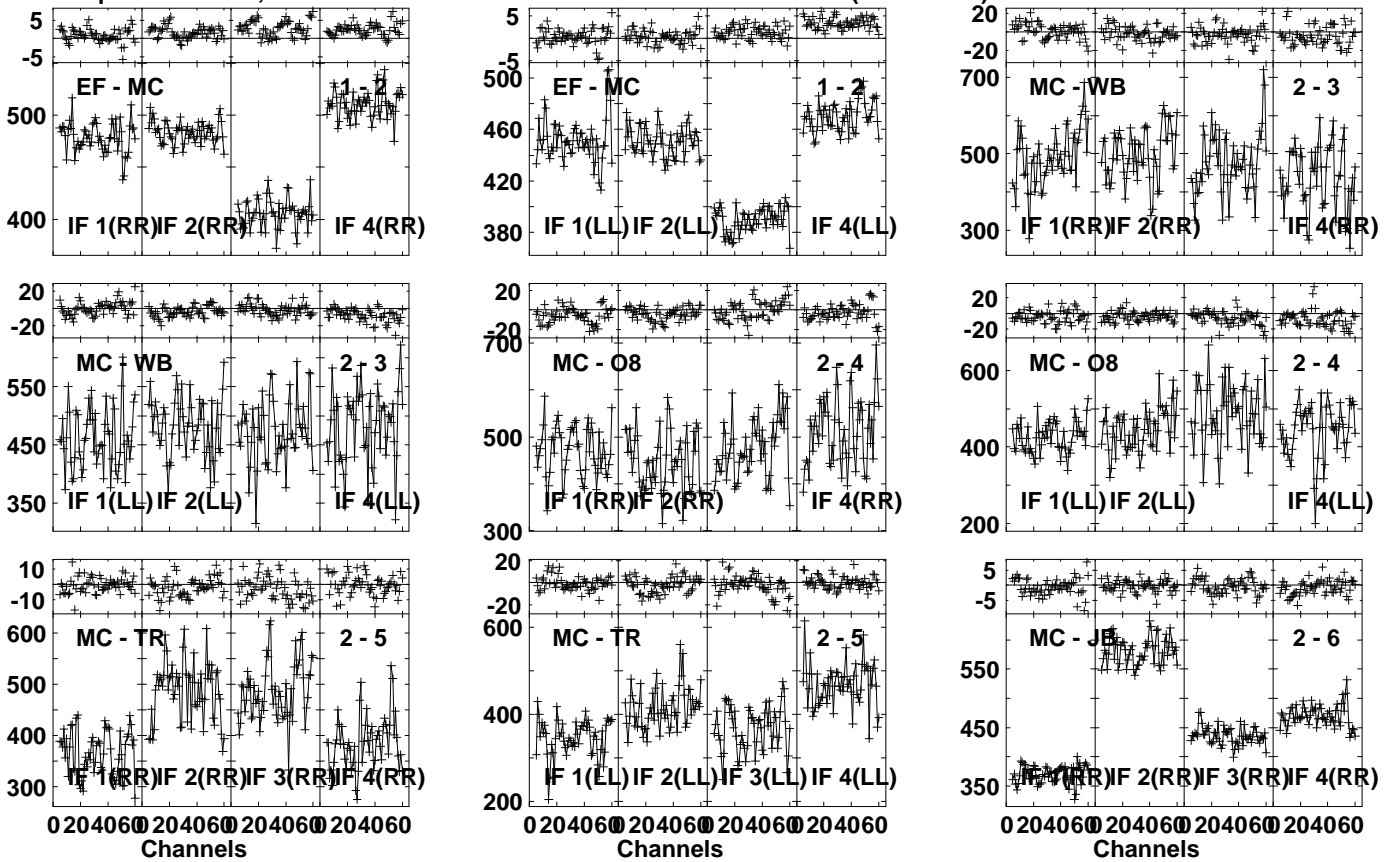 5
-5
EF - MC
1 - 2
500
400
IF 1(RR)
IF 2(RR)
IF 4(RR)
5
-5
500
EF - MC
1 - 2
460
420
380
IF 1(LL)
IF 2(LL)
IF 4(LL)
20
-20
700
MC - WB
2 - 3
500
300
IF 1(RR)
IF 2(RR)
IF 4(RR)
20
-20
MC - WB
2 - 3
550
450
350
IF 1(LL)
IF 2(LL)
IF 4(LL)
20
-20
700
MC - O8
2 - 4
500
300
IF 1(RR)
IF 2(RR)
IF 4(RR)
20
-20
MC - O8
2 - 4
600
400
200
IF 1(LL)
IF 2(LL)
IF 4(LL)
10
-10
600
MC - TR
2 - 5
500
400
300
IF 1(RR)
IF 2(RR)
IF 3(RR)
IF 4(RR)
0 20 40 60 0 20 40 60 0 20 40 60 0 20 40 60
Channels
20
-20
600
MC - TR
2 - 5
400
200
IF 1(LL)
IF 2(LL)
IF 3(LL)
IF 4(LL)
0 20 40 60 0 20 40 60 0 20 40 60 0 20 40 60
Channels
5
-5
MC - JB
2 - 6
550
450
350
IF 1(RR)
IF 2(RR)
IF 3(RR)
IF 4(RR)
0 20 40 60 0 20 40 60 0 20 40 60 0 20 40 60
Channels